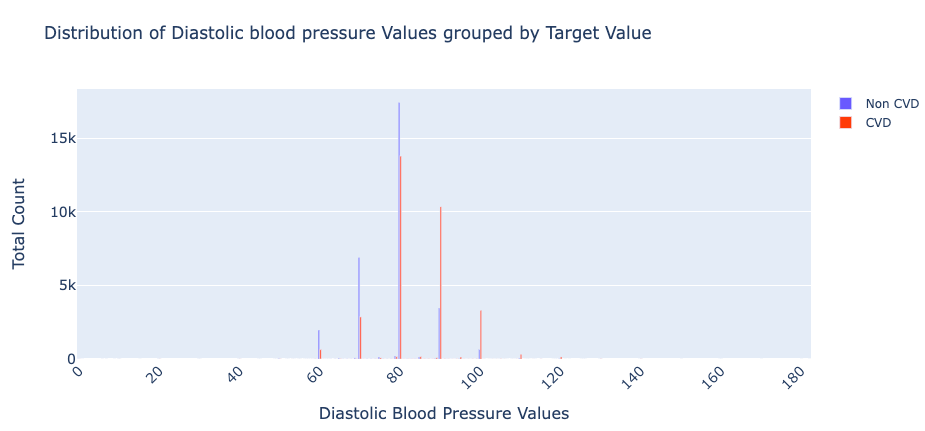 Distribution of Diastolic blood pressure Values grouped by Target Value
Non CVD
CVD
Total Count
15k
10k
5k
0
0 20 40 60 80 100 120 140 160 180
Diastolic Blood Pressure Values